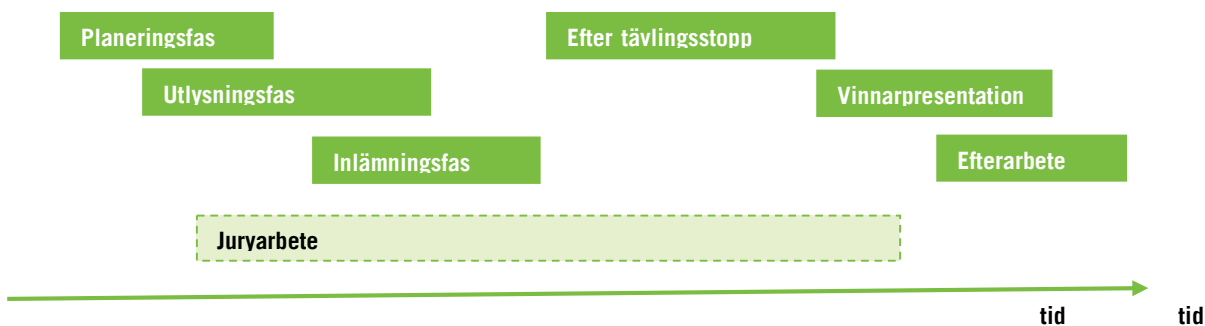 Planeringsfas
Efter tävlingsstopp
Utlysningsfas
Vinnarpresentation
Inlämningsfas
Efterarbete
Juryarbete
tid
tid